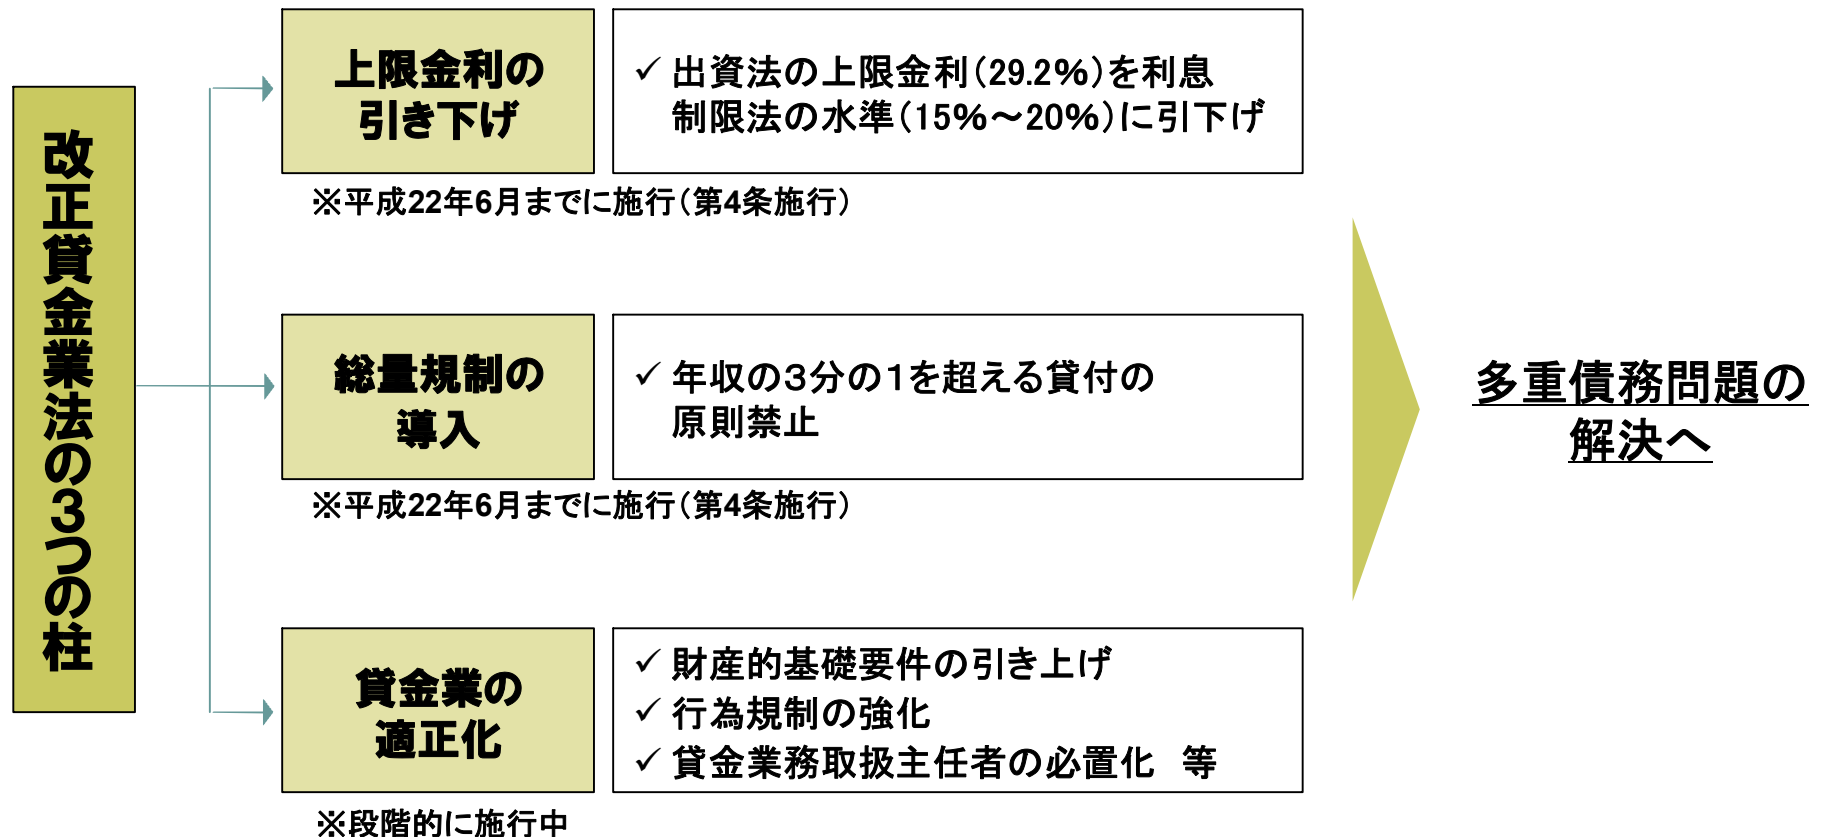 改正貸金業法の３つの柱
上限金利の
引き下げ
✓ 出資法の上限金利（29.2％）を利息
制限法の水準（15％～20％）に引下げ
※平成22年6月までに施行（第4条施行）
総量規制の
導入
✓ 年収の３分の１を超える貸付の
原則禁止
※平成22年6月までに施行（第4条施行）
貸金業の
適正化
✓ 財産的基礎要件の引き上げ
✓ 行為規制の強化
✓ 貸金業務取扱主任者の必置化　等
※段階的に施行中
多重債務問題の
解決へ